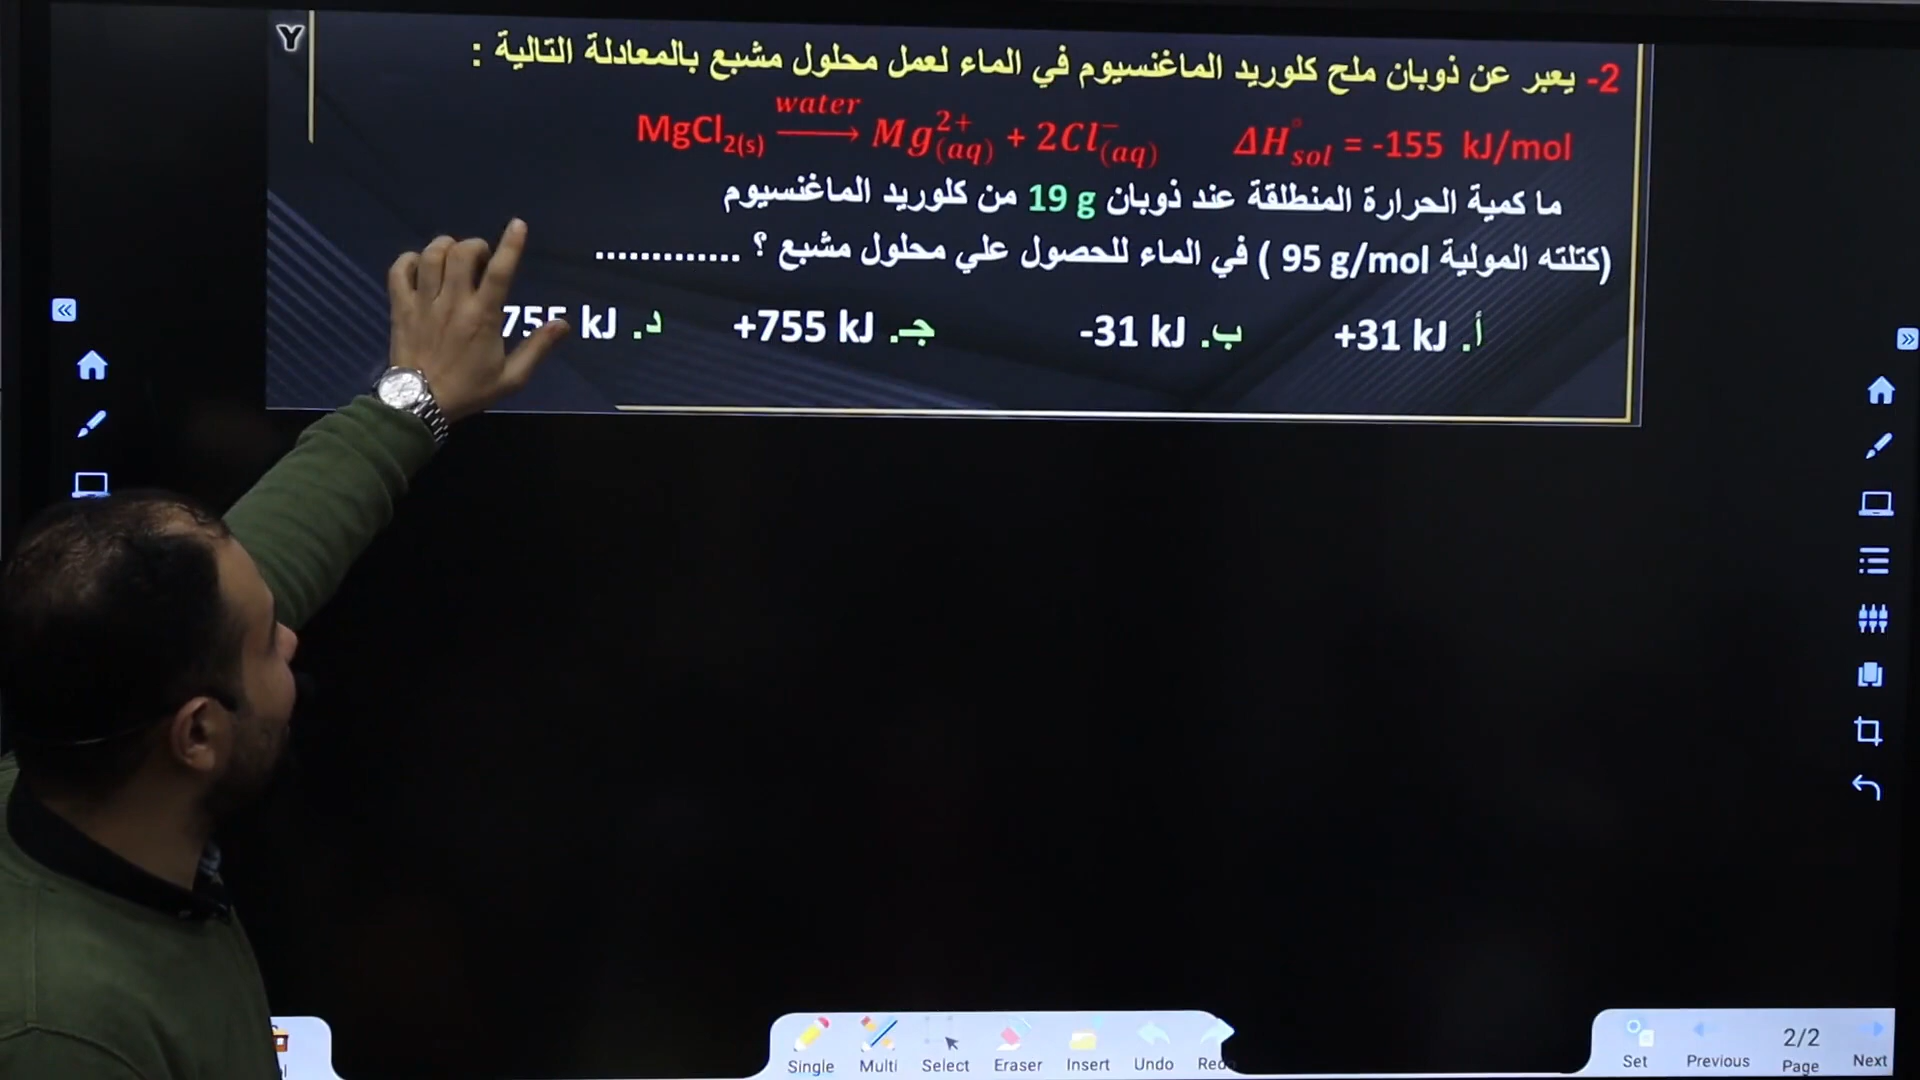 Y
2- يعبر عن ذوبان ملح كلوريد الماغنسيوم في الماء لعمل محلول مشبع بالمعادلة التالية :
MgCl2(s) —water→ Mg2+(aq) + 2Cl−(aq) ΔH°sol = -155 kJ/mol
ما كمية الحرارة المنطلقة عند ذوبان 19 g من كلوريد الماغنسيوم
(كتلته المولية 95 g/mol ) في الماء للحصول علي محلول مشبع ؟ .............
أ. +31 kJ ب. -31 kJ جـ. +755 kJ د. 755 kJ
Single Multi Select Eraser Insert Undo
Set Previous 2/2 Page Next